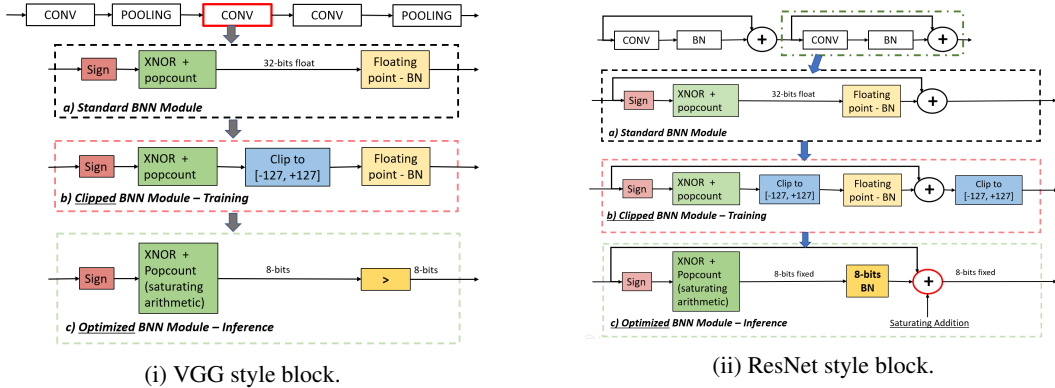 CONV
POOLING
CONV
CONV
POOLING
Sign
XNOR +
popcount
32-bits float
Floating
point - BN
a) Standard BNN Module
Sign
XNOR +
popcount
Clip to
[-127, +127]
Floating
point - BN
b) Clipped BNN Module – Training
Sign
XNOR +
Popcount
(saturating
arithmetic)
8-bits
>
8-bits
c) Optimized BNN Module – Inference
(i) VGG style block.
CONV
BN
+
CONV
BN
+
Sign
XNOR +
popcount
32-bits float
Floating
point - BN
+
a) Standard BNN Module
Sign
XNOR +
popcount
Clip to
[-127, +127]
Floating
point - BN
+
Clip to
[-127, +127]
b) Clipped BNN Module – Training
Sign
XNOR +
Popcount
(saturating
arithmetic)
8-bits fixed
8-bits
BN
+
8-bits fixed
c) Optimized BNN Module – Inference
Saturating Addition
(ii) ResNet style block.